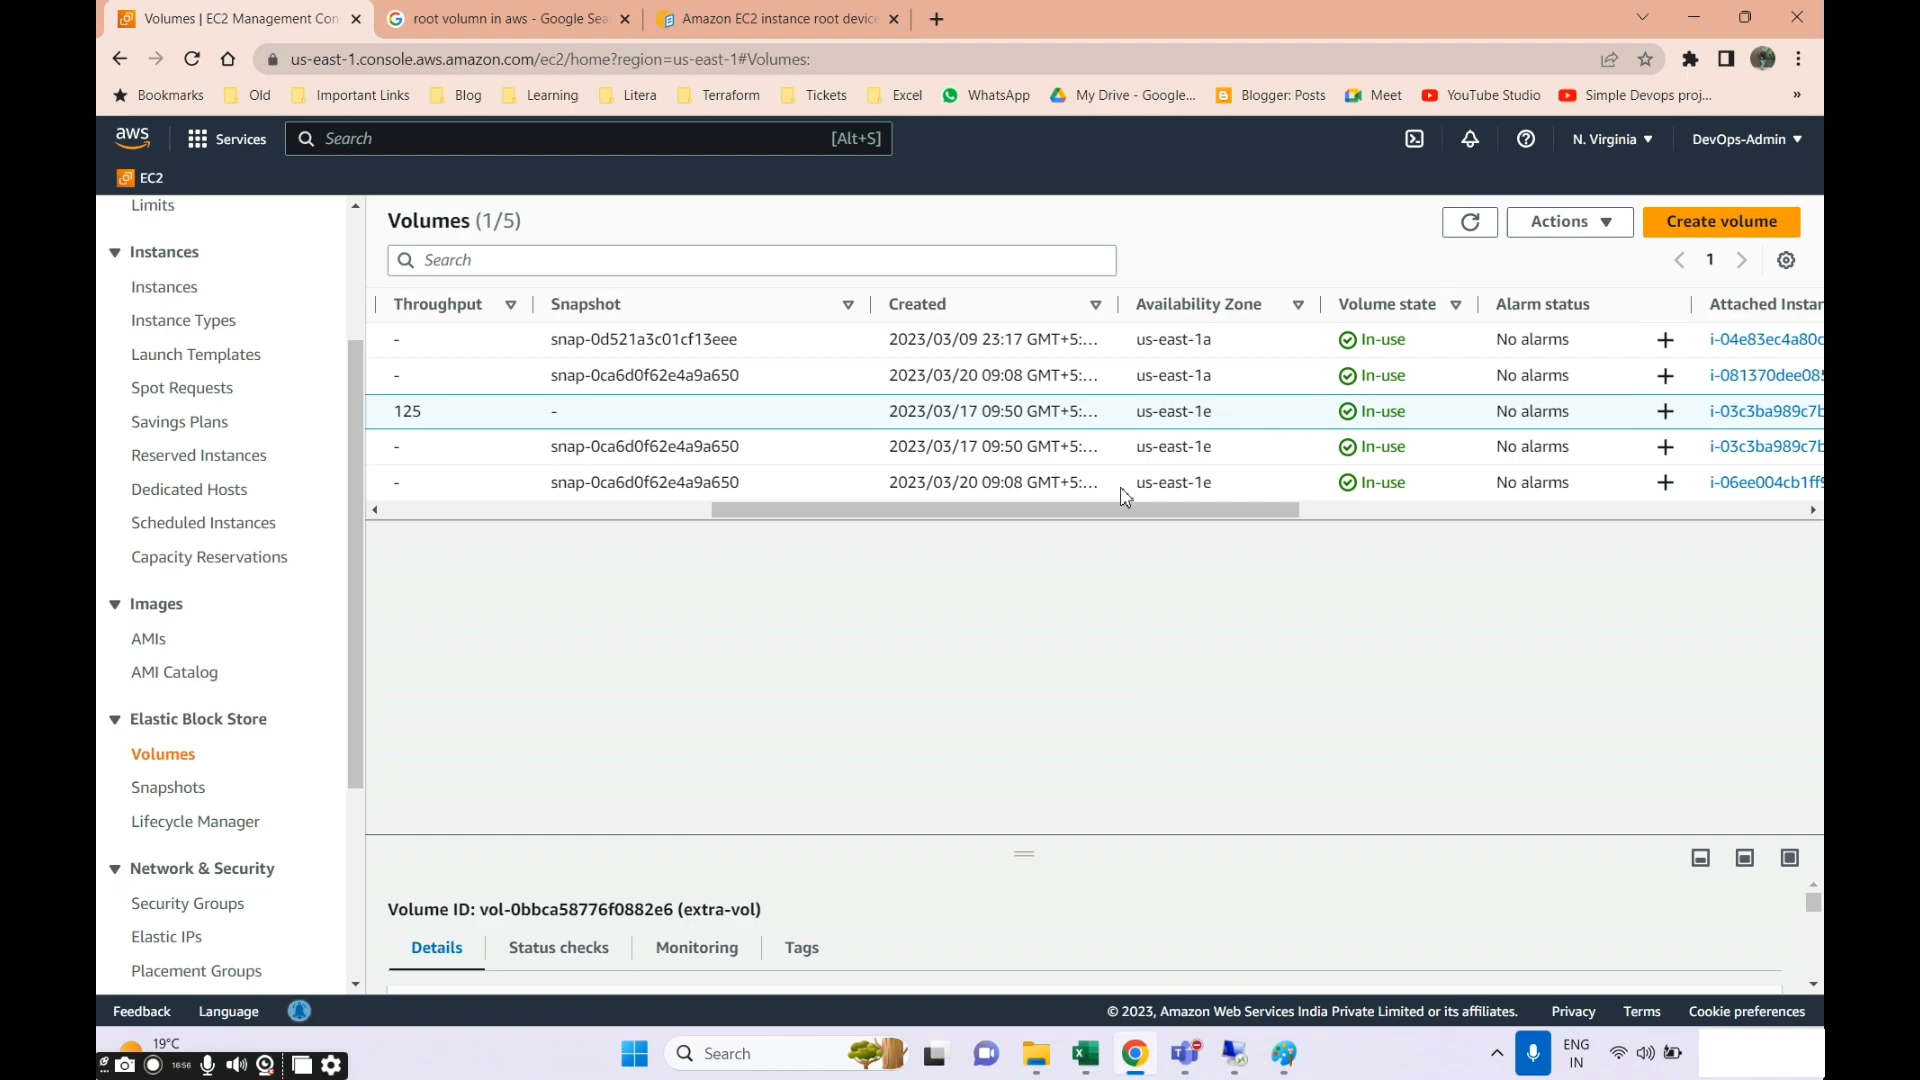 Volumes | EC2 Management Con
root volumn in aws - Google Sea
Amazon EC2 instance root device
us-east-1.console.aws.amazon.com/ec2/home?region=us-east-1#Volumes:
Bookmarks
Old
Important Links
Blog
Learning
Litera
Terraform
Tickets
Excel
WhatsApp
My Drive - Google...
Blogger: Posts
Meet
YouTube Studio
Simple Devops proj...
»
aws
Services
Search
[Alt+S]
N. Virginia
DevOps-Admin
EC2
Limits
Instances
Instances
Instance Types
Launch Templates
Spot Requests
Savings Plans
Reserved Instances
Dedicated Hosts
Scheduled Instances
Capacity Reservations
Images
AMIs
AMI Catalog
Elastic Block Store
Volumes
Snapshots
Lifecycle Manager
Network & Security
Security Groups
Elastic IPs
Placement Groups
Volumes (1/5)
Actions
Create volume
Search
1
Throughput Snapshot Created Availability Zone Volume state Alarm status Attached Instan
- snap-0d521a3c01cf13eee 2023/03/09 23:17 GMT+5:... us-east-1a In-use No alarms + i-04e83ec4a80c
- snap-0ca6d0f62e4a9a650 2023/03/20 09:08 GMT+5:... us-east-1a In-use No alarms + i-081370dee085
125 - 2023/03/17 09:50 GMT+5:... us-east-1e In-use No alarms + i-03c3ba989c7b
- snap-0ca6d0f62e4a9a650 2023/03/17 09:50 GMT+5:... us-east-1e In-use No alarms + i-03c3ba989c7b
- snap-0ca6d0f62e4a9a650 2023/03/20 09:08 GMT+5:... us-east-1e In-use No alarms + i-06ee004cb1ff9
Volume ID: vol-0bbca58776f0882e6 (extra-vol)
Details
Status checks
Monitoring
Tags
Feedback
Language
© 2023, Amazon Web Services India Private Limited or its affiliates.
Privacy
Terms
Cookie preferences
19°C
16:56
Search
ENG
IN